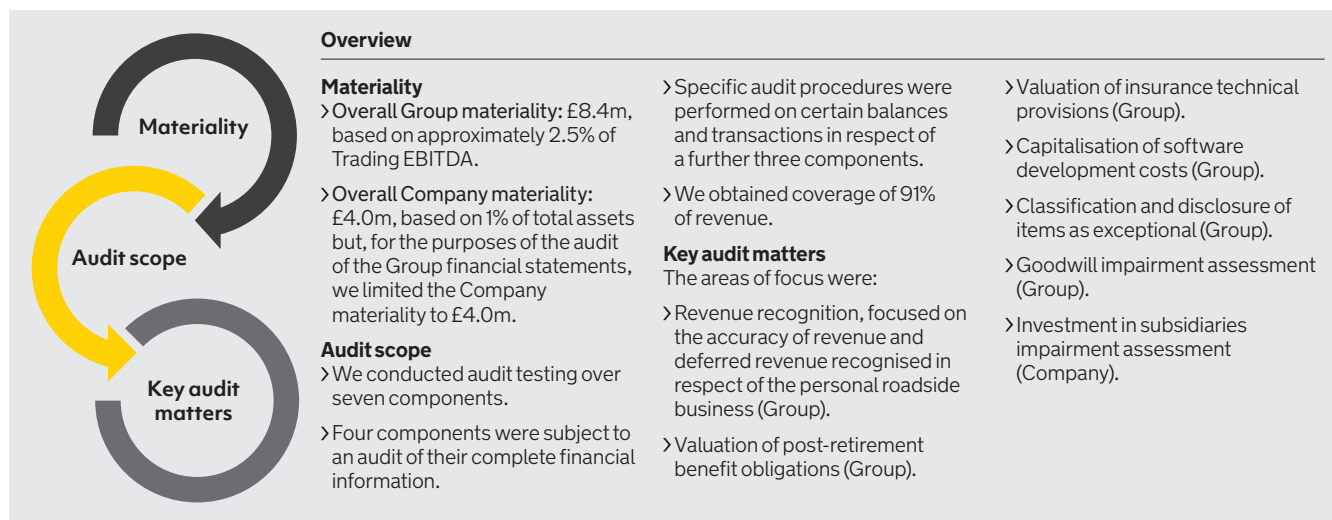 Materiality
Audit scope
Key audit
matters
Overview
Materiality
›Overall Group materiality: £8.4m,
based on approximately 2.5% of
Trading EBITDA.
›Overall Company materiality:
£4.0m, based on 1% of total assets
but, for the purposes of the audit
of the Group financial statements,
we limited the Company
materiality to £4.0m.
Audit scope
›We conducted audit testing over
seven components.
›Four components were subject to
an audit of their complete financial
information.
›Specific audit procedures were
performed on certain balances
and transactions in respect of
a further three components.
›We obtained coverage of 91%
of revenue.
Key audit matters
The areas of focus were:
›Revenue recognition, focused on
the accuracy of revenue and
deferred revenue recognised in
respect of the personal roadside
business (Group).
›Valuation of post-retirement
benefit obligations (Group).
›Valuation of insurance technical
provisions (Group).
›Capitalisation of software
development costs (Group).
›Classification and disclosure of
items as exceptional (Group).
›Goodwill impairment assessment
(Group).
›Investment in subsidiaries
impairment assessment
(Company).